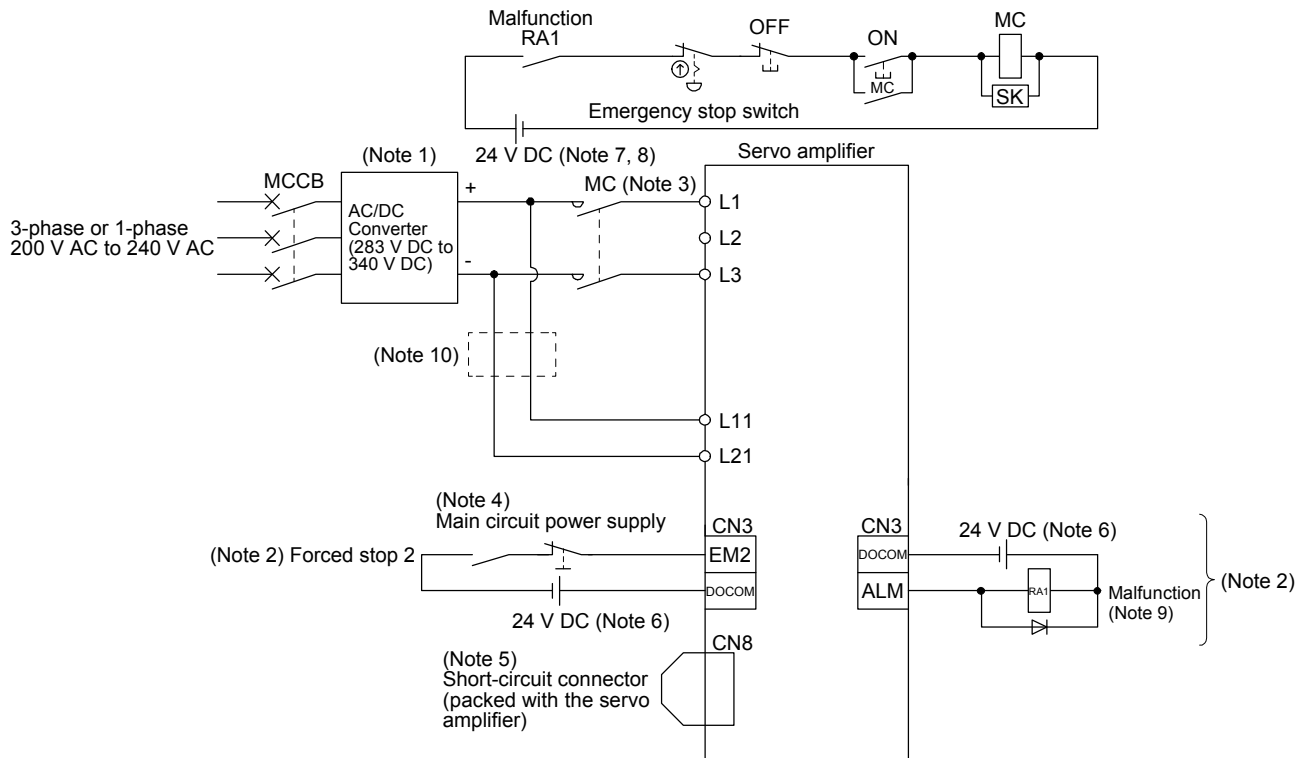 Malfunction
RA1
OFF
ON
MC
MC
SK
Emergency stop switch
24 V DC (Note 7, 8)
(Note 1)
MCCB
3-phase or 1-phase
200 V AC to 240 V AC
AC/DC
Converter
(283 V DC to
340 V DC)
+
-
MC (Note 3)
Servo amplifier
L1
L2
L3
(Note 10)
L11
L21
(Note 4)
Main circuit power supply
(Note 2) Forced stop 2
24 V DC (Note 6)
CN3
EM2
DOCOM
CN3
DOCOM
ALM
24 V DC (Note 6)
RA1
Malfunction
(Note 9)
(Note 2)
CN8
(Note 5)
Short-circuit connector
(packed with the servo
amplifier)